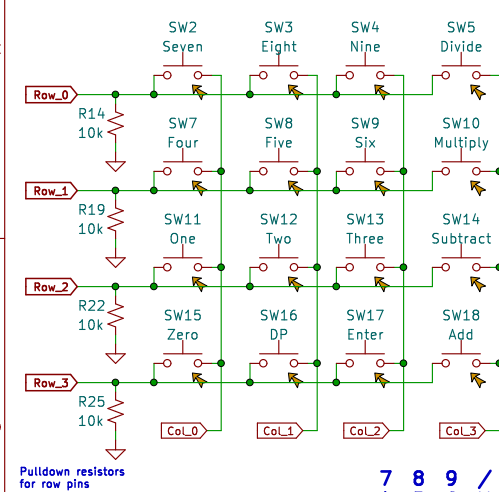 SW2 SW3 SW4 SW5
Seven Eight Nine Divide
Row_0
R14
10k
SW7 SW8 SW9 SW10
Four Five Six Multiply
Row_1
R19
10k
SW11 SW12 SW13 SW14
One Two Three Subtract
Row_2
R22
10k
SW15 SW16 SW17 SW18
Zero DP Enter Add
Row_3
R25
10k
Col_0 Col_1 Col_2 Col_3
Pulldown resistors
for row pins
7 8 9 /